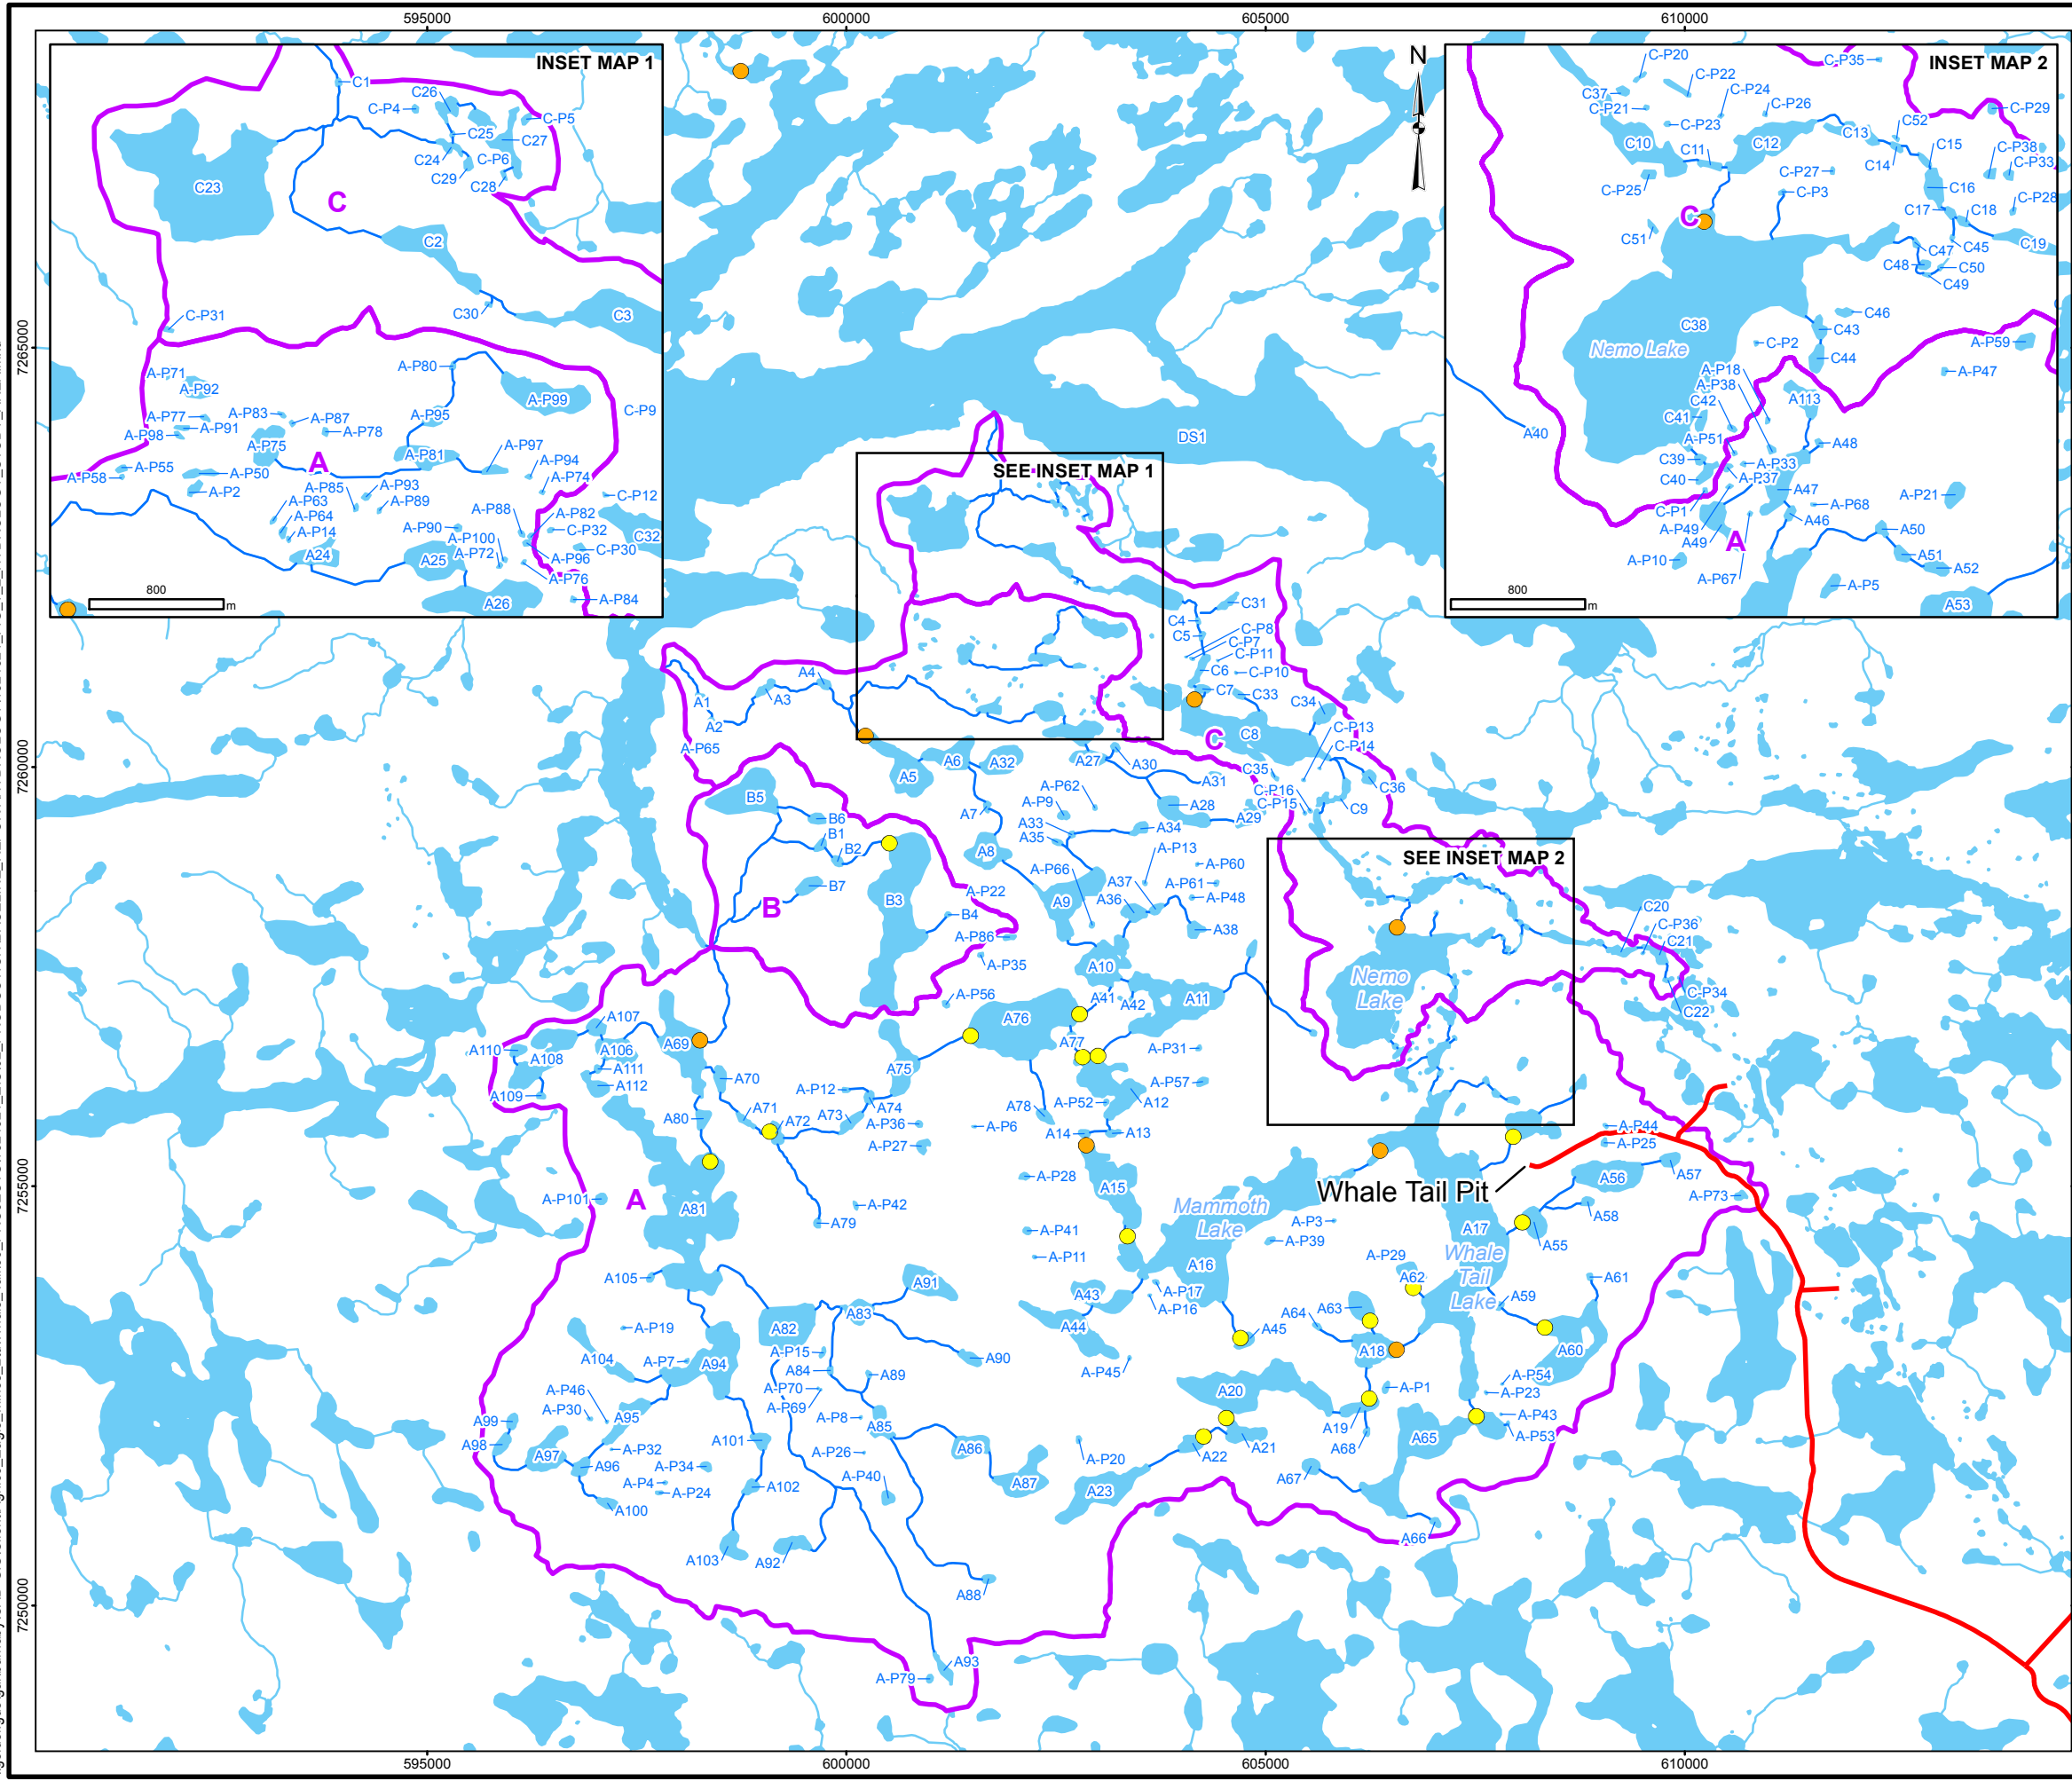 595000
600000
605000
610000
INSET MAP 1
C1
C26
C-P4
C-P5
C25
C27
C24
C-P6
C29
C28
C23
C
C2
C30
C3
C-P31
A-P80
A-P71
A-P92
A-P99
C-P9
A-P77
A-P83
A-P87
A-P95
A-P98
A-P91
A-P78
A-P75
A-P81
A-P97
A
A-P94
A-P55
A-P58
A-P50
A-P74
A-P2
A-P85
A-P93
A-P63
A-P89
C-P12
A-P64
A-P88
A-P82
A-P14
A-P90
C-P32
A-P100
C32
A24
A25
A-P72
C-P30
A-P96
A-P76
A26
A-P84
800
m
N
INSET MAP 2
C-P20
C-P35
C-P22
C37
C-P24
C-P21
C-P26
C-P29
C-P23
C52
C10
C13
C11
C12
C15
C-P38
C14
C-P33
C-P27
C-P25
C-P3
C16
C-P28
C
C17
C18
C51
C47
C45
C19
C48
C50
C49
C38
C46
Nemo Lake
C43
C-P2
A-P59
C44
A-P18
A-P38
A-P47
C42
A113
C41
A40
A-P51
A48
C39
A-P33
C40
A-P37
A47
A-P21
C-P1
A-P68
A-P49
A46
A50
A49
A
A51
A-P10
A-P67
A52
A-P5
A53
800
m
7265000
7260000
7255000
7250000
DS1
SEE INSET MAP 1
C31
C4
C5
C-P8
C-P7
C-P11
C6
C-P10
C7
C33
C34
C
C8
C-P13
C-P14
C35
C36
C-P16
C-P15
C9
A1
A2
A3
A4
A-P65
A5
A6
A32
A27
A30
A31
A28
A29
A7
A-P62
A-P9
A33
A34
A35
A-P13
A8
A-P66
A-P60
A37
A-P61
A36
A-P48
A9
A38
B5
B6
B1
B2
B7
B
B3
B4
A-P22
A-P86
A-P35
A-P56
SEE INSET MAP 2
Nemo
Lake
C20
C-P36
C21
C-P34
C22
A10
A41
A42
A11
A76
A77
A-P31
A-P57
A-P52
A12
A78
A14
A13
A107
A69
A110
A108
A106
A111
A112
A109
A70
A75
A-P12
A71
A72
A73
A74
A-P36
A-P6
A-P27
A80
A-P28
A-P101
A
A81
A79
A-P42
A-P41
A-P11
A15
Mammoth
Lake
A16
A-P3
A-P39
Whale Tail Pit
A-P44
A-P25
A56
A57
A-P73
A58
A55
A17
Whale
Tail
Lake
A-P29
A62
A61
A59
A63
A64
A60
A18
A45
A-P17
A-P16
A43
A44
A-P45
A105
A91
A83
A82
A-P19
A-P15
A104
A-P7
A94
A84
A89
A90
A-P70
A-P69
A-P46
A-P30
A95
A-P8
A85
A99
A98
A97
A-P32
A96
A101
A-P26
A86
A-P34
A-P4
A-P24
A102
A-P40
A87
A100
A103
A92
A88
A93
A-P79
A20
A-P1
A-P54
A-P23
A19
A68
A65
A-P43
A-P53
A21
A22
A-P20
A23
A67
A66
595000
600000
605000
610000